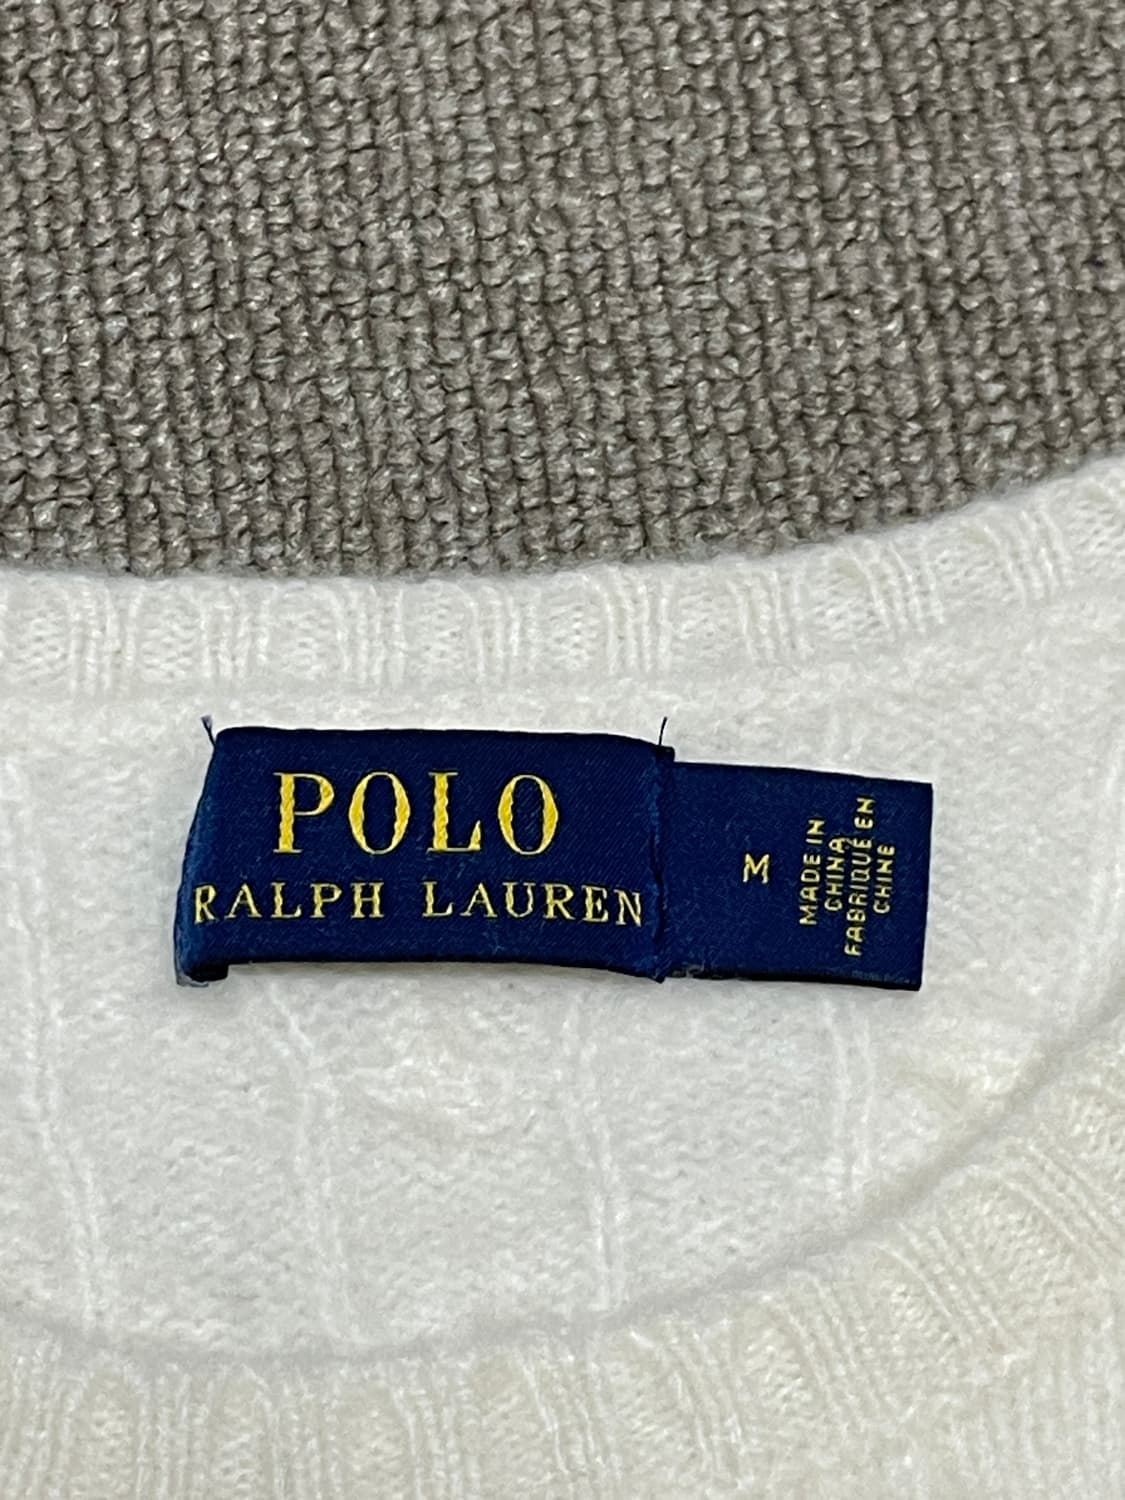 POLO
RALPH LAUREN
M
MADE IN
CHINA
FABRIQUÉ EN
CHINE